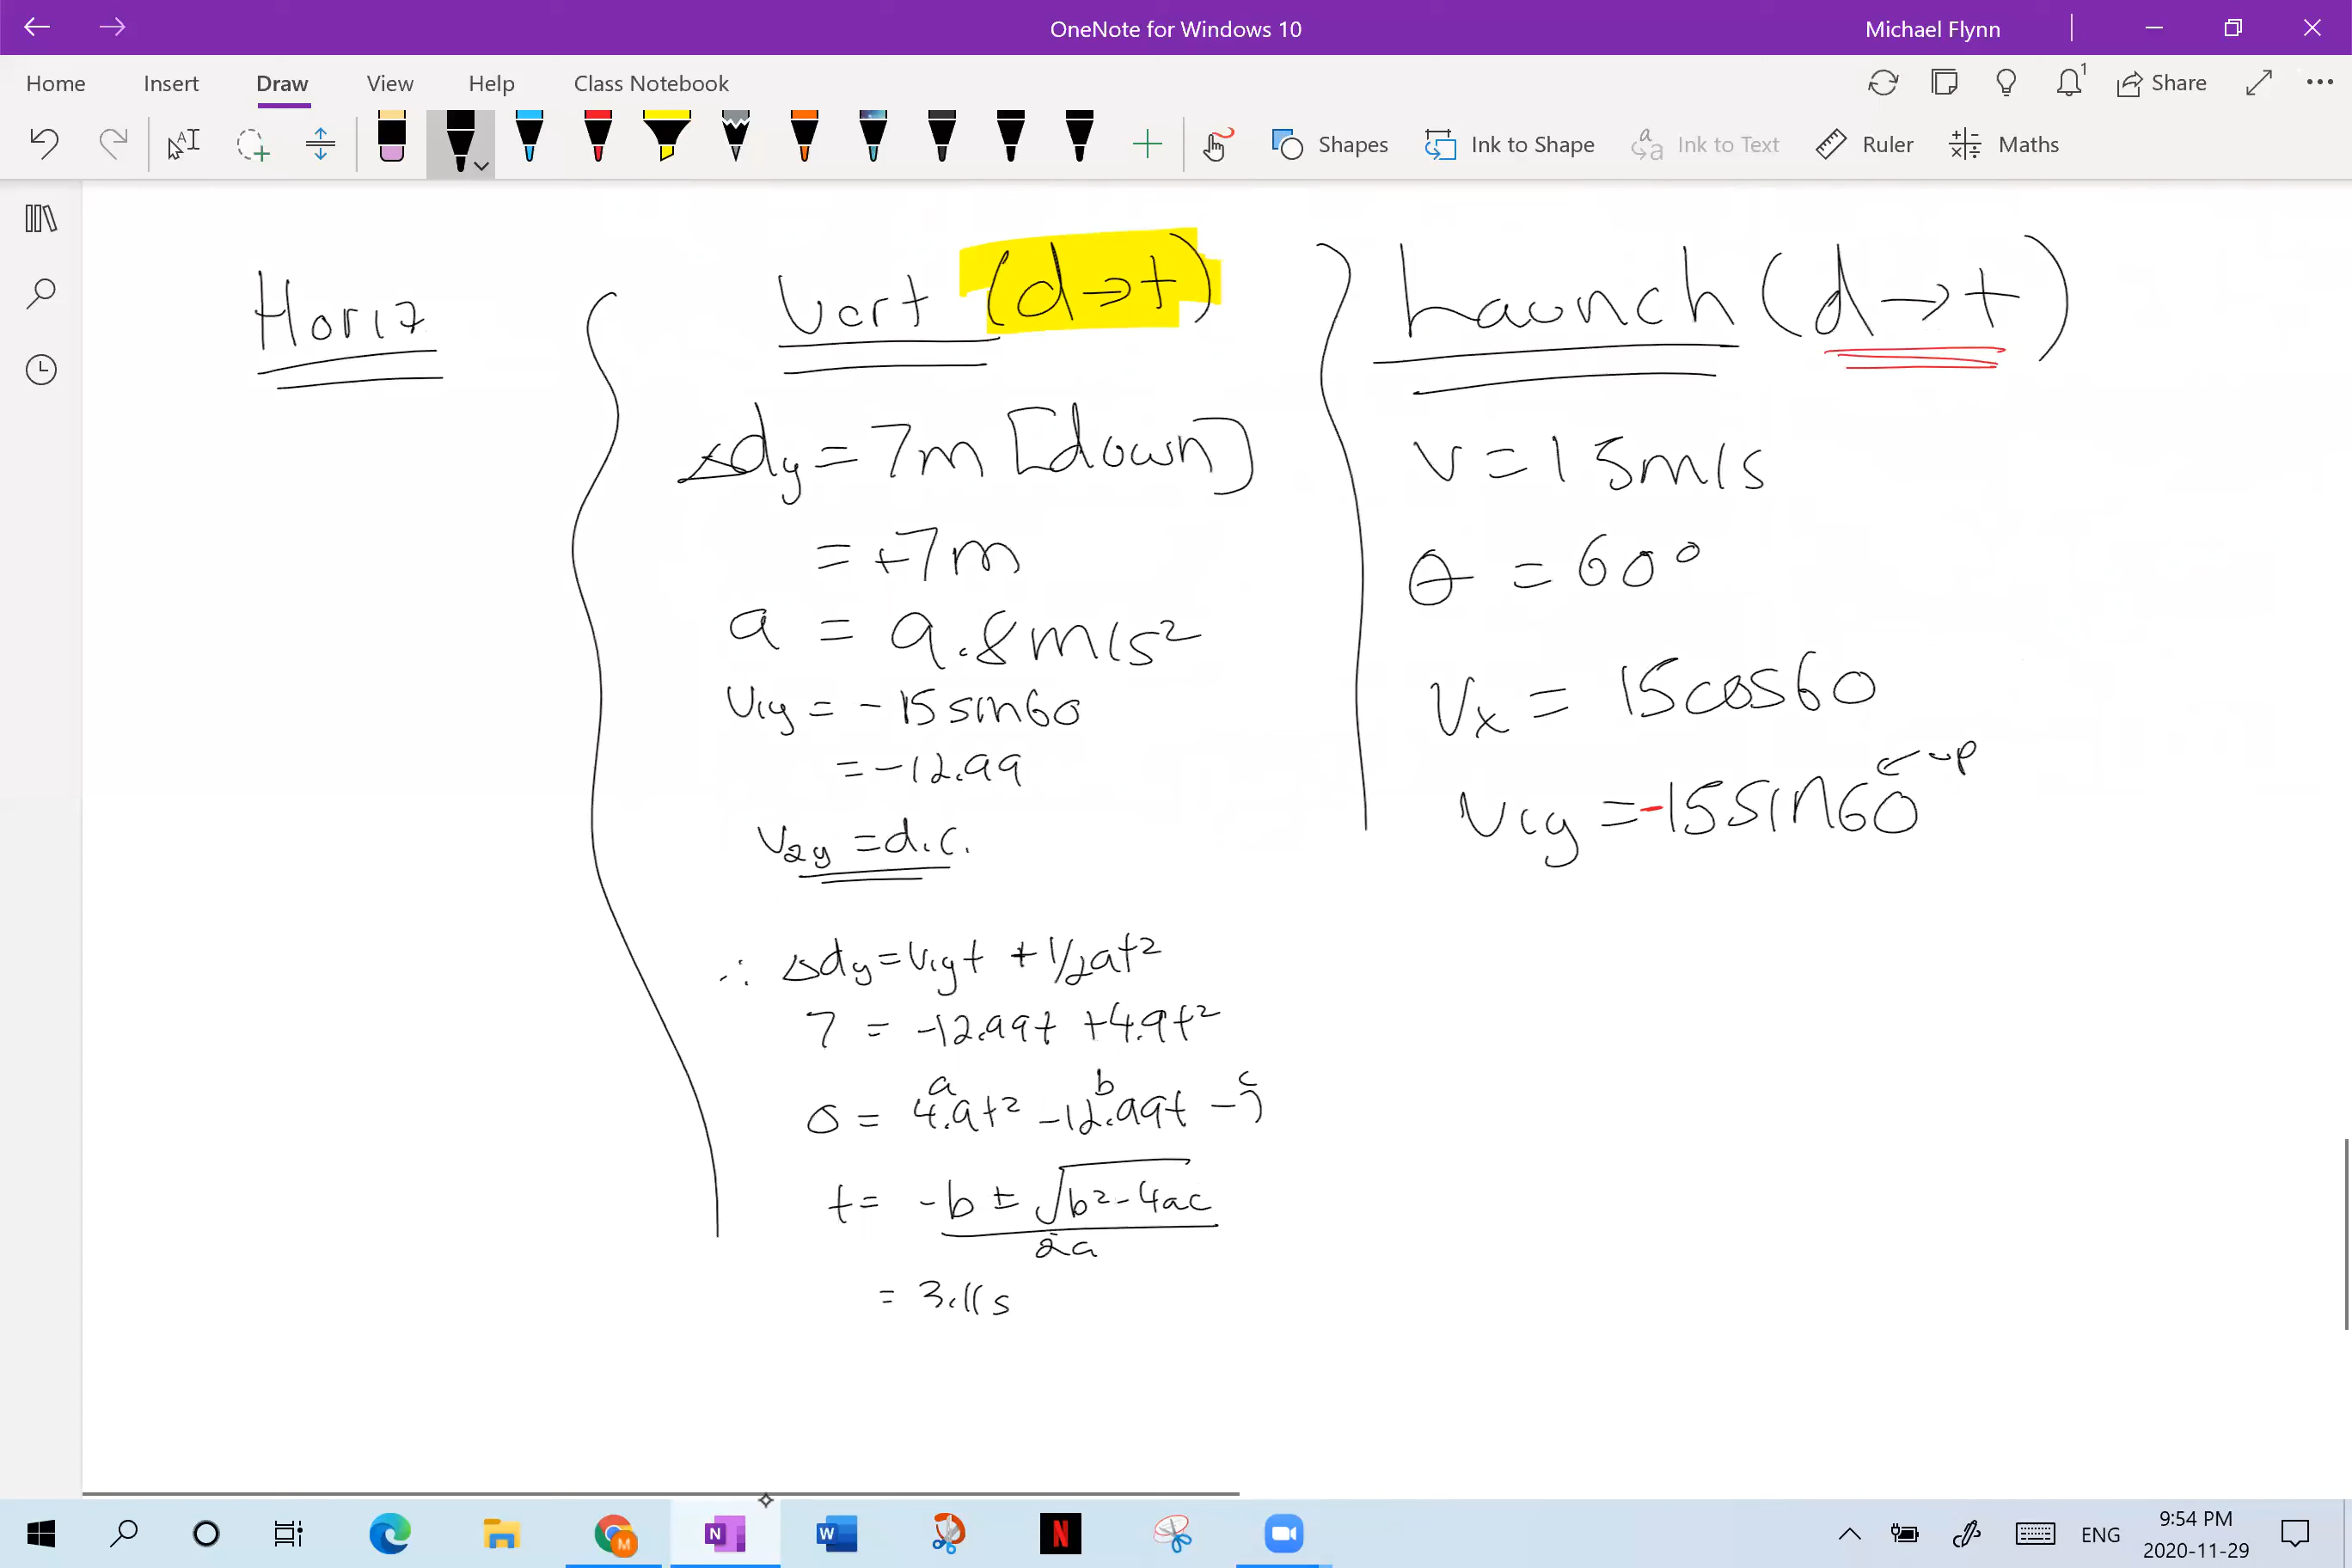 OneNote for Windows 10
Michael Flynn
Home Insert Draw View Help Class Notebook
1 Share
Shapes Ink to Shape Ink to Text Ruler Maths
Horiz
Vert (d→t)
Δdy = 7m [down]
= +7m
a = 9.8m/s²
V1y = -15sin60
= -12.99
V2y = d.c.
∴ Δdy = V1yt + 1/2at²
7 = -12.99t + 4.9t²
a b c
0 = 4.9t² - 12.99t - 7
t = -b ± √b² - 4ac
2a
= 3.11s
Launch (d→t)
V = 15m/s
θ = 60°
Vx = 15cos60
up
V1y = -15sin60
ENG
9:54 PM
2020-11-29